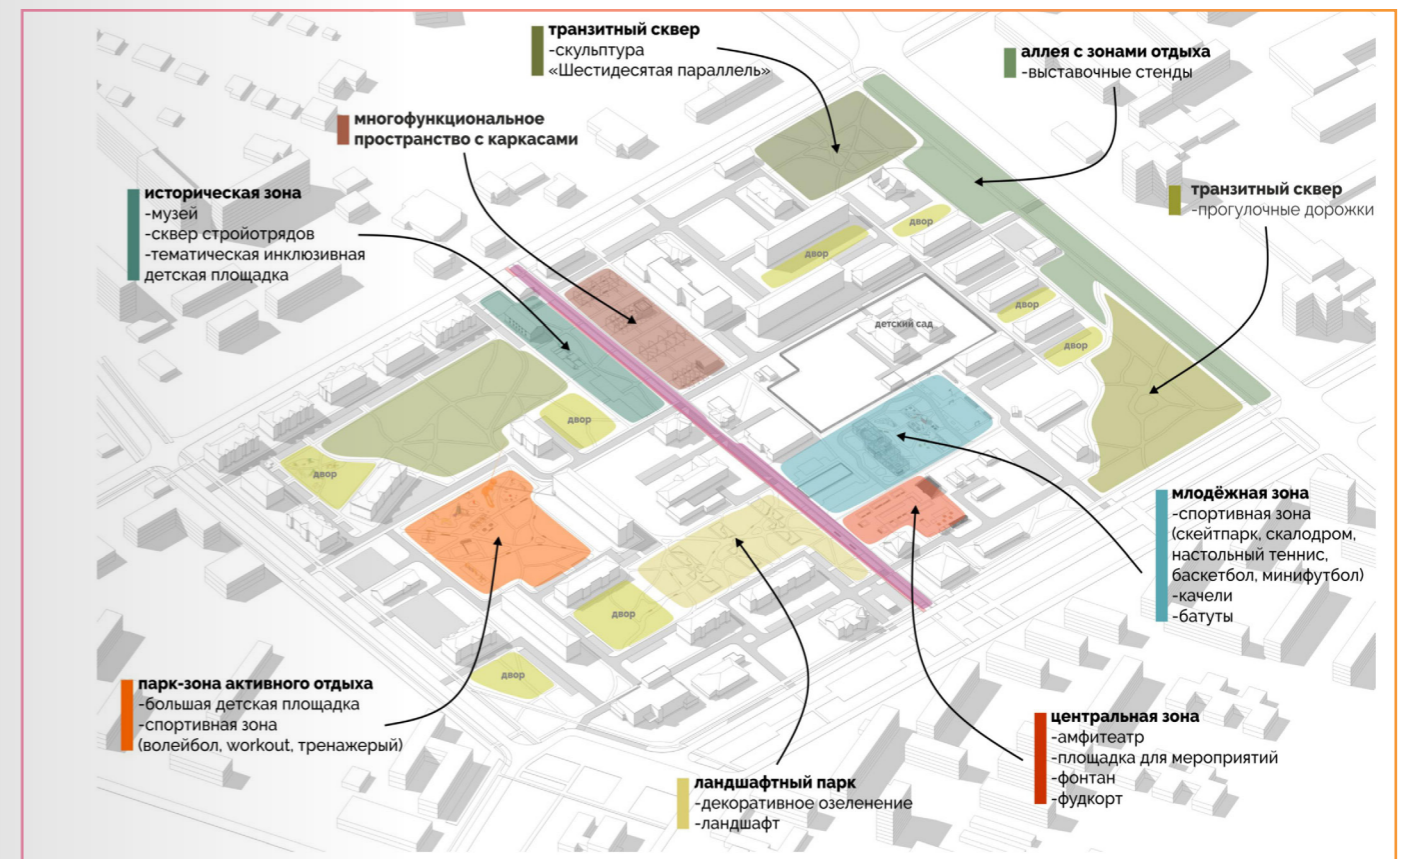 транзитный сквер
-скульптура
«Шестидесятая параллель»
аллея с зонами отдыха
-выставочные стенды
многофункциональное
пространство с каркасами
историческая зона
-музей
-сквер стройотрядов
-тематическая инклюзивная
детская площадка
транзитный сквер
-прогулочные дорожки
двор
двор
двор
детский сад
двор
двор
двор
двор
двор
млодёжная зона
-спортивная зона
(скейтпарк, скалодром,
настольный теннис,
баскетбол, минифутбол)
-качели
-батуты
парк-зона активного отдыха
-большая детская площадка
-спортивная зона
(волейбол, workout, тренажерый)
центральная зона
-амфитеатр
-площадка для мероприятий
-фонтан
-фудкорт
ландшафтный парк
-декоративное озеленение
-ландшафт